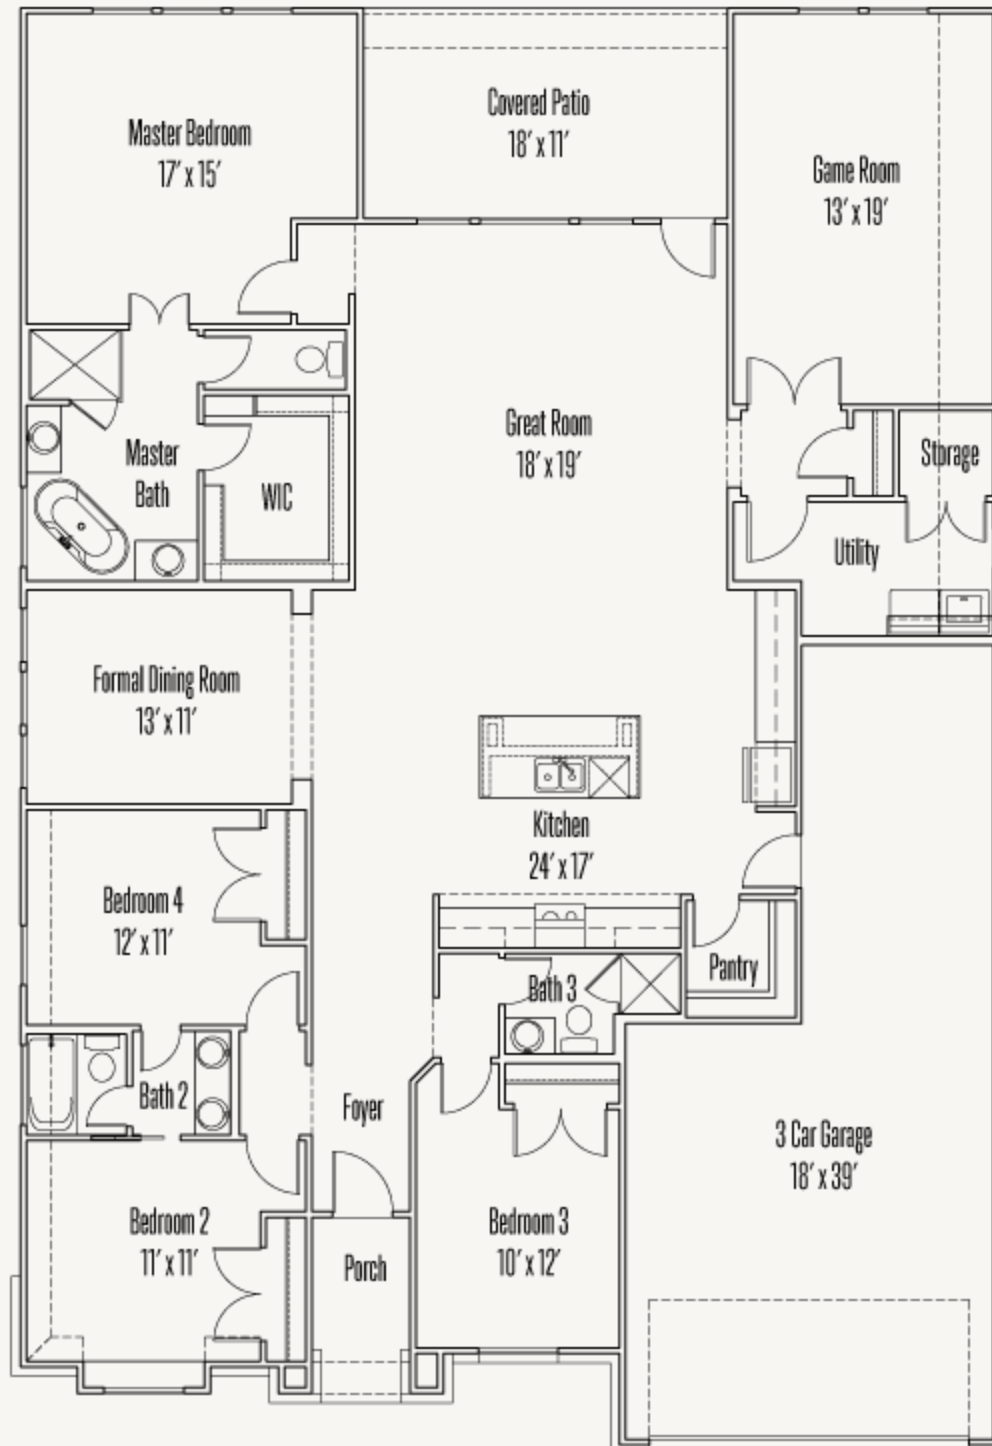 Master Bedroom
17' x 15'
Covered Patio
18' x 11'
Game Room
13' x 19'
Great Room
18' x 19'
Master
Bath
WIC
Storage
Utility
Formal Dining Room
13' x 11'
Kitchen
24' x 17'
Bedroom 4
12' x 11'
Pantry
Bath 3
Bath 2
Foyer
3 Car Garage
18' x 39'
Bedroom 2
11' x 11'
Porch
Bedroom 3
10' x 12'